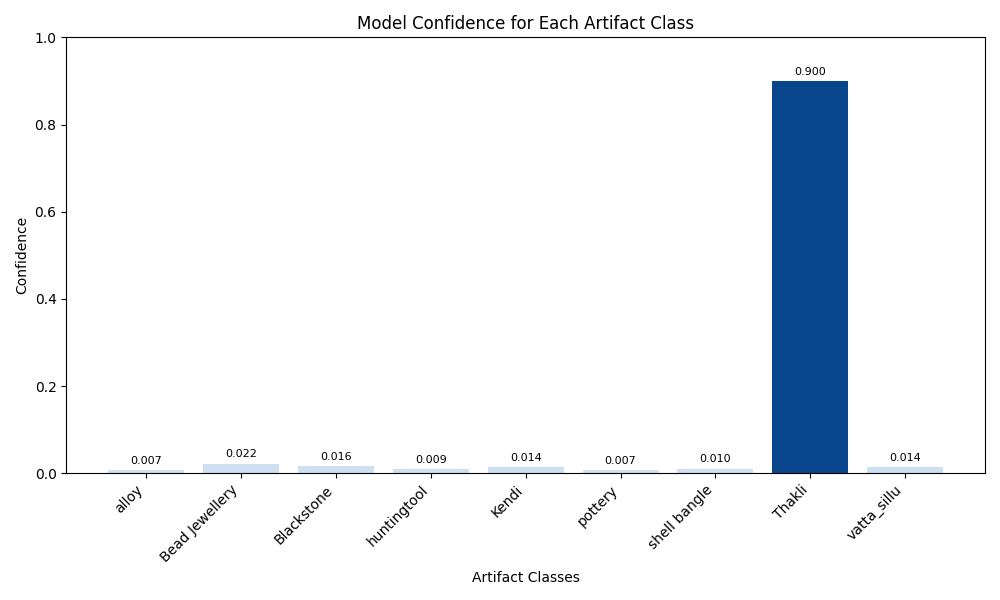 Model Confidence for Each Artifact Class
1.0
0.8
0.6
0.4
0.2
0.0
Confidence
0.007
0.022
0.016
0.009
0.014
0.007
0.010
0.900
0.014
alloy
Bead Jewellery
Blackstone
huntingtool
Kendi
pottery
shell bangle
Thakli
vatta_sillu
Artifact Classes